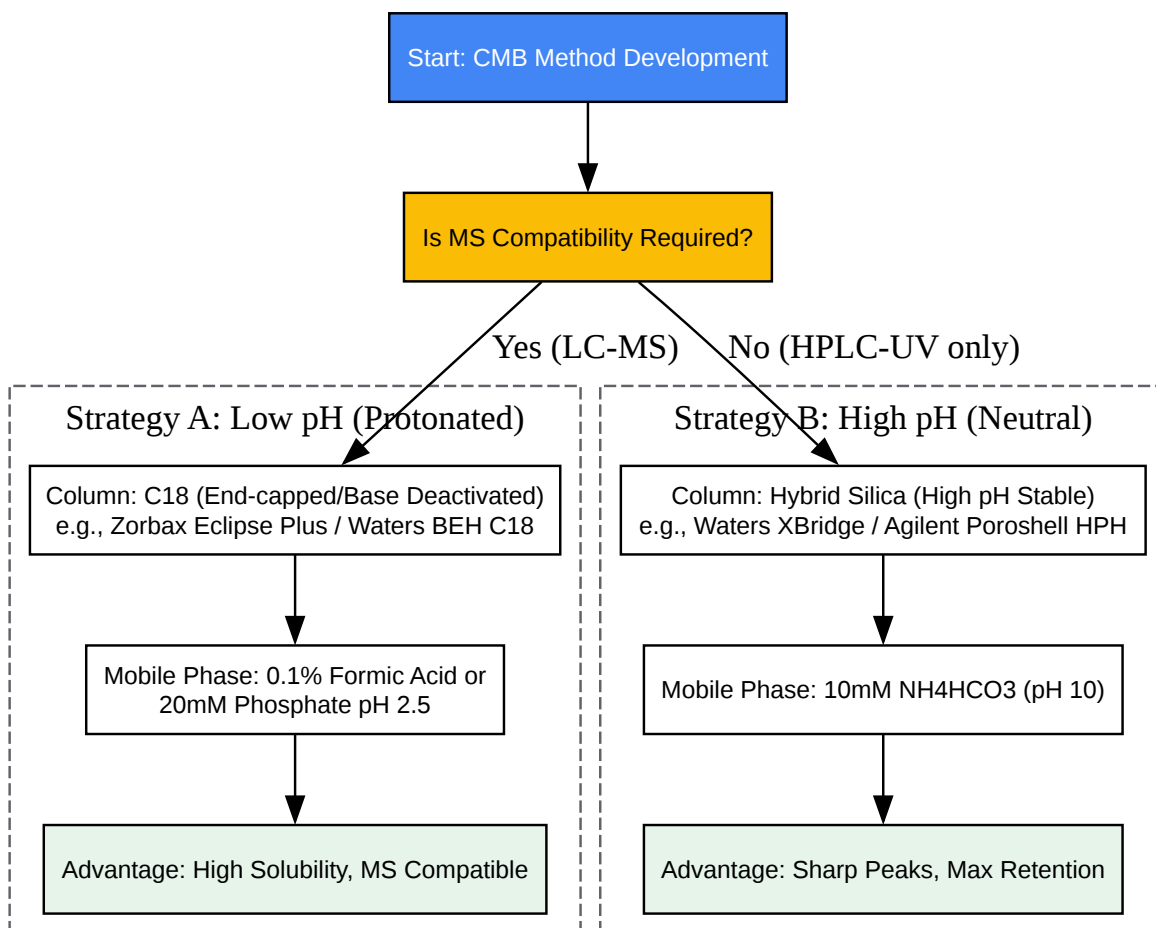 Start: CMB Method Development
Is MS Compatibility Required?
Yes (LC-MS)
No (HPLC-UV only)
Strategy A: Low pH (Protonated)
Column: C18 (End-capped/Base Deactivated)
e.g., Zorbax Eclipse Plus / Waters BEH C18
Mobile Phase: 0.1% Formic Acid or
20mM Phosphate pH 2.5
Advantage: High Solubility, MS Compatible
Strategy B: High pH (Neutral)
Column: Hybrid Silica (High pH Stable)
e.g., Waters XBridge / Agilent Poroshell HPH
Mobile Phase: 10mM NH4HCO3 (pH 10)
Advantage: Sharp Peaks, Max Retention